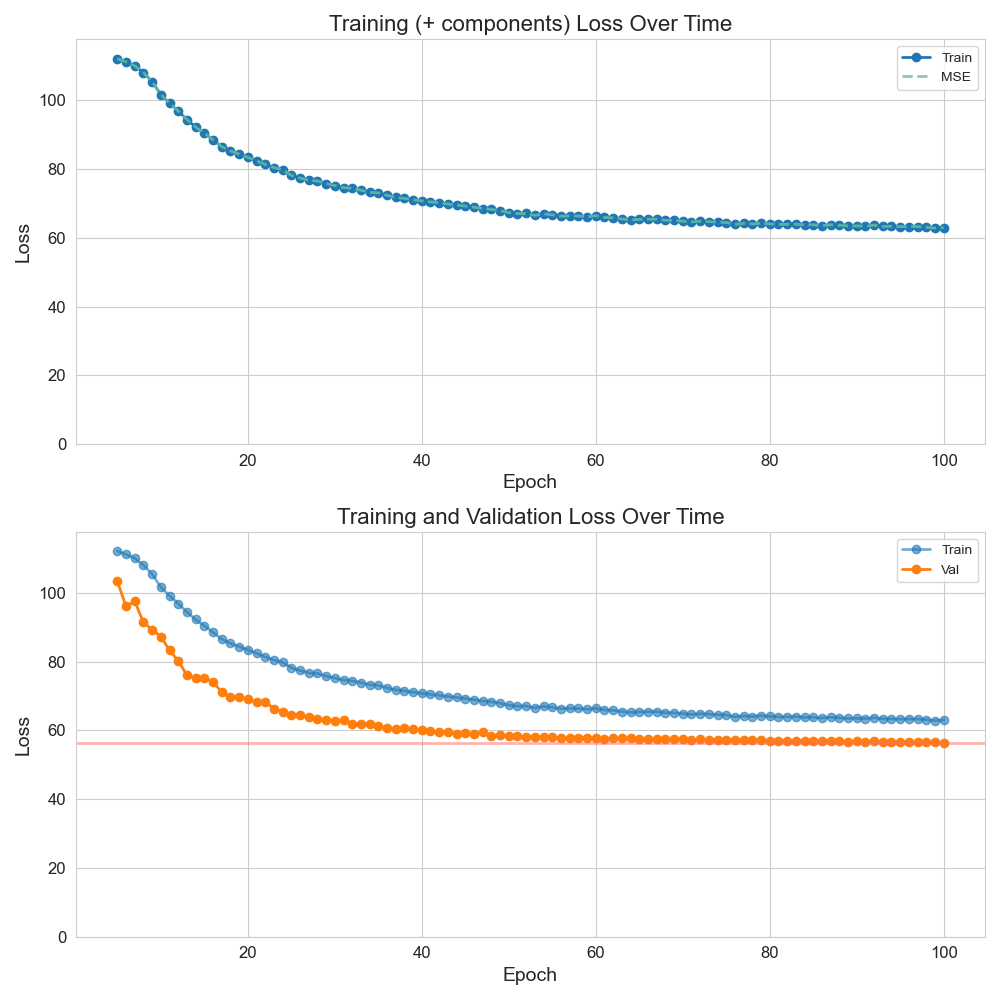 Training (+ components) Loss Over Time
Train
MSE
Loss
100
80
60
40
20
0
20 40 60 80 100
Epoch
Training and Validation Loss Over Time
Train
Val
Loss
100
80
60
40
20
0
20 40 60 80 100
Epoch